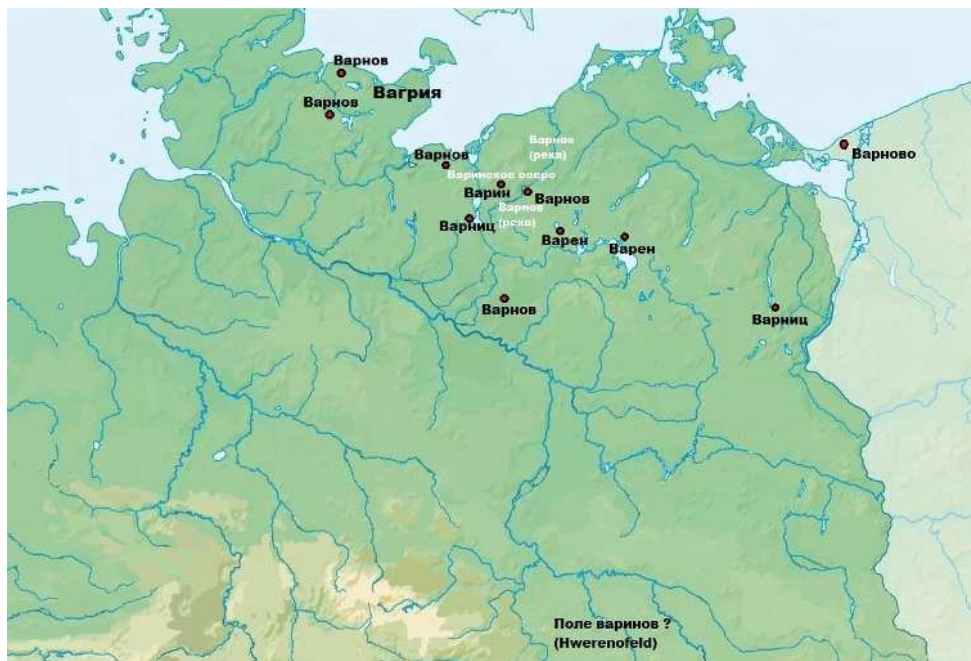 Варнов
Вагрия
Варнов
Варнов
(река)
Варново
Варнов
Варинское озеро
Варин
Варнов
Варнов
(река)
Варниц
Варен
Варен
Варнов
Варниц
Поле варинов ?
(Hwerenofeld)